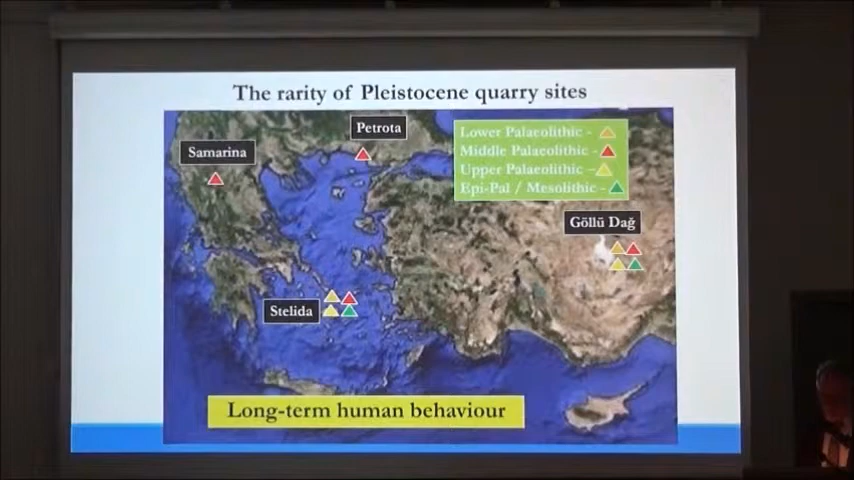 The rarity of Pleistocene quarry sites
Petrota
Samarina
Lower Palaeolithic -
Middle Palaeolithic -
Upper Palaeolithic -
Epi-Pal / Mesolithic -
Göllü Dağ
Stelida
Long-term human behaviour